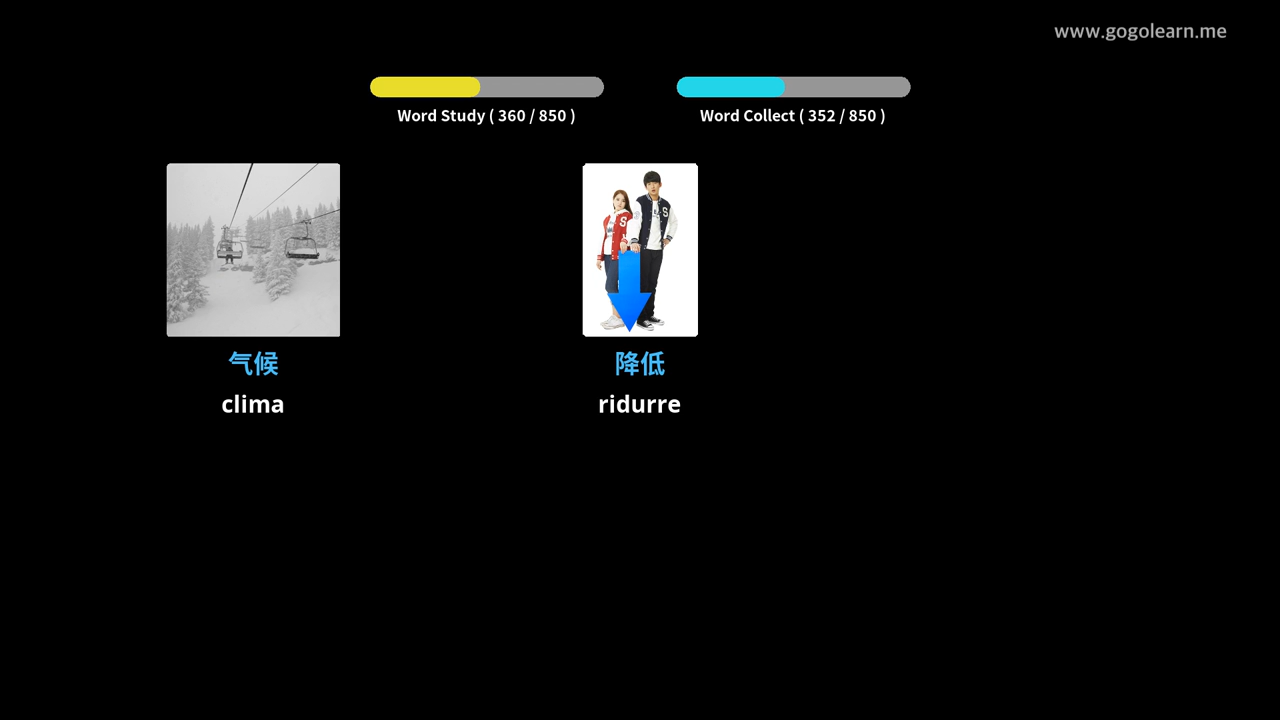 www.gogolearn.me
Word Study ( 360 / 850 )
Word Collect ( 352 / 850 )
S
S
气候
降低
clima
ridurre